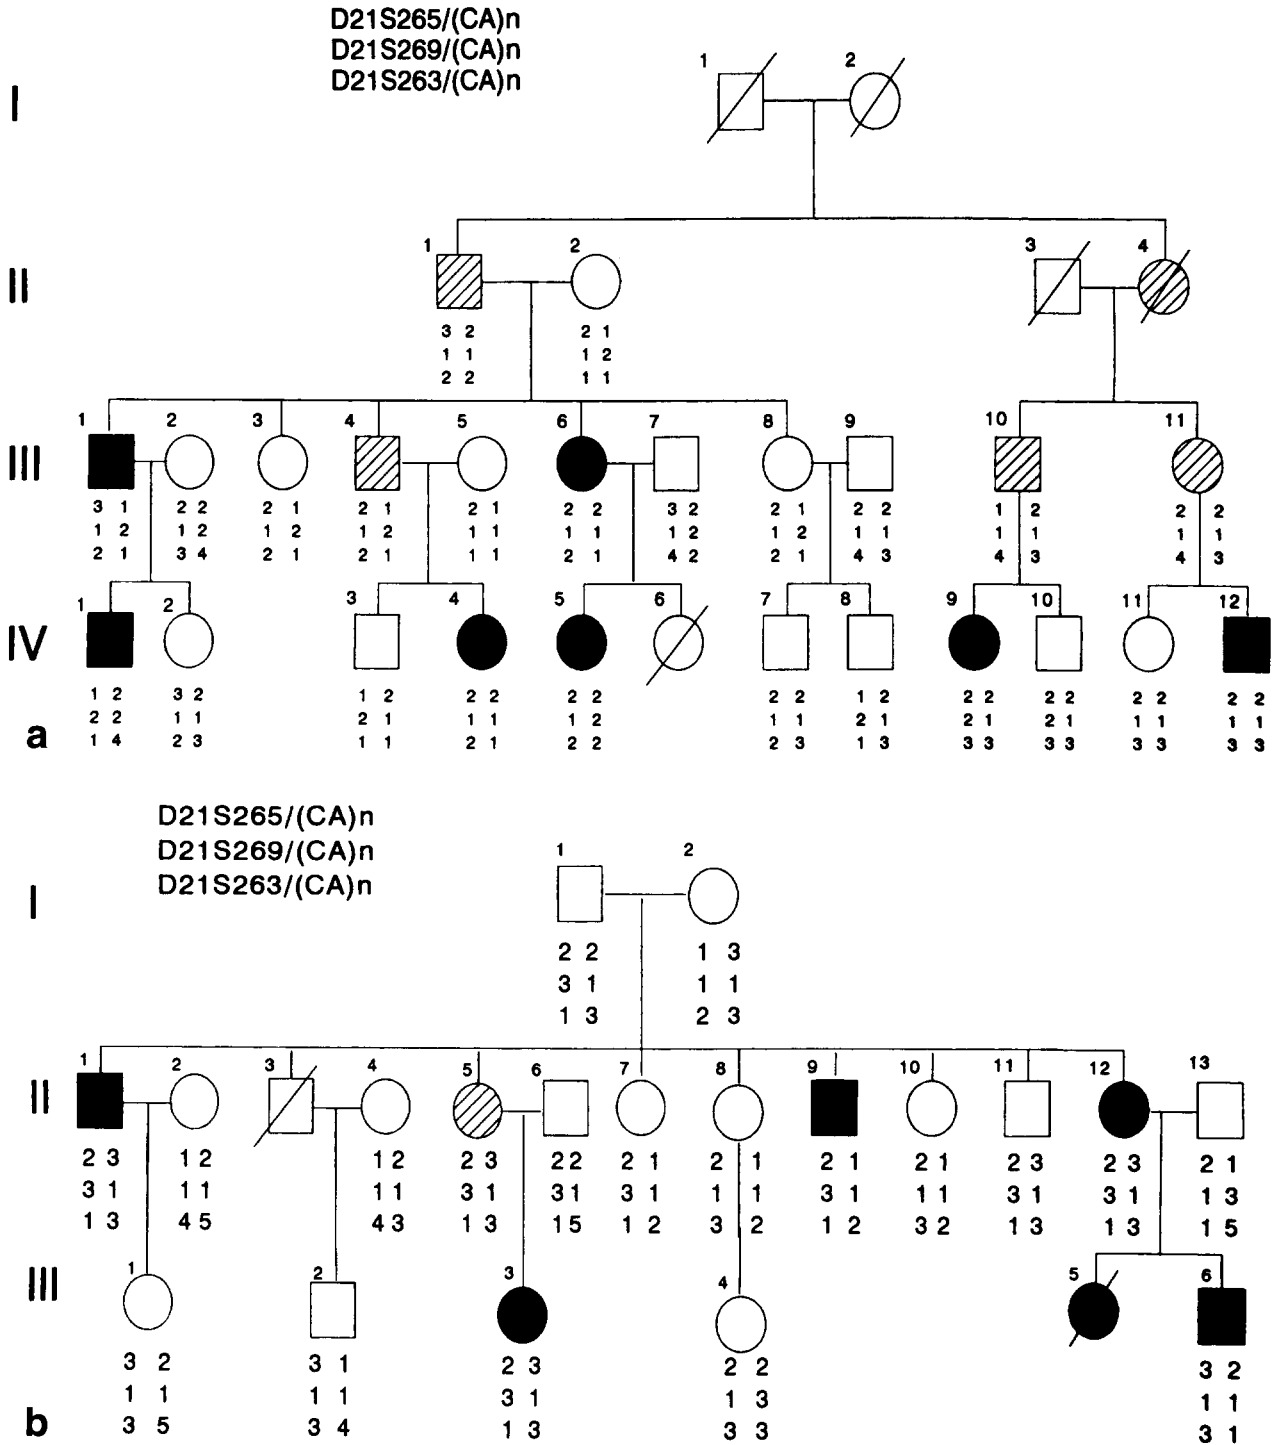 D21S265/(CA)n
D21S269/(CA)n
D21S263/(CA)n
1 2
I
1 2 3 4
II
3 2 2 1
1 1 1 2
2 2 1 1
1 2 3 4 5 6 7 8 9 10 11
III
3 1 2 2 2 1 2 1 2 1 2 2 3 2 2 1 2 2 1 2 2 2
1 2 1 2 1 2 1 2 1 1 1 1 1 2 1 2 1 1 1 1 1 1
2 1 3 4 2 1 2 1 1 1 2 1 4 2 2 1 4 3 4 3 4 3
1 2 3 4 5 6 7 8 9 10 11 12
IV
1 2 3 2 1 2 2 2 2 2 2 2 1 2 2 2 2 2 2 2 2 2
2 2 1 1 2 1 1 1 1 2 1 1 2 1 2 1 2 1 1 1 1 1
1 4 2 3 1 1 2 1 2 2 2 3 1 3 3 3 3 3 3 3 3 3
a
D21S265/(CA)n
D21S269/(CA)n
D21S263/(CA)n
1 2
I
2 2 1 3
3 1 1 1
1 3 2 3
1 2 3 4 5 6 7 8 9 10 11 12 13
II
2 3 1 2 1 2 2 3 2 2 2 1 2 1 2 1 2 1 2 3 2 3 2 1
3 1 1 1 1 1 3 1 3 1 3 1 1 1 3 1 1 1 3 1 3 1 1 3
1 3 4 5 4 3 1 3 1 5 1 2 3 2 1 2 3 2 1 3 1 3 1 5
1 2 3 4 5 6
III
3 2 3 1 2 3 2 2 3 2
1 1 1 1 3 1 1 3 1 1
3 5 3 4 1 3 3 3 3 1
b